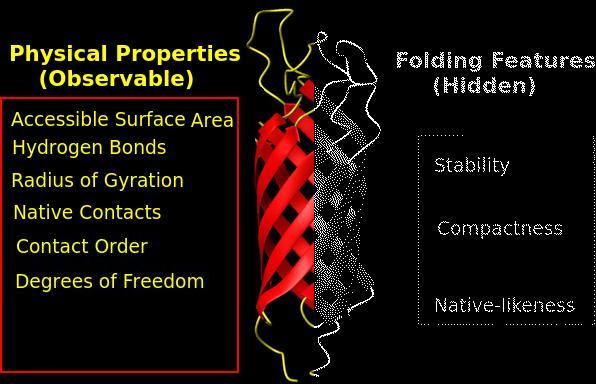 Physical Properties
(Observable)
Accessible Surface Area
Hydrogen Bonds
Radius of Gyration
Native Contacts
Contact Order
Degrees of Freedom
Folding Features
(Hidden)
Stability
Compactness
Native-likeness